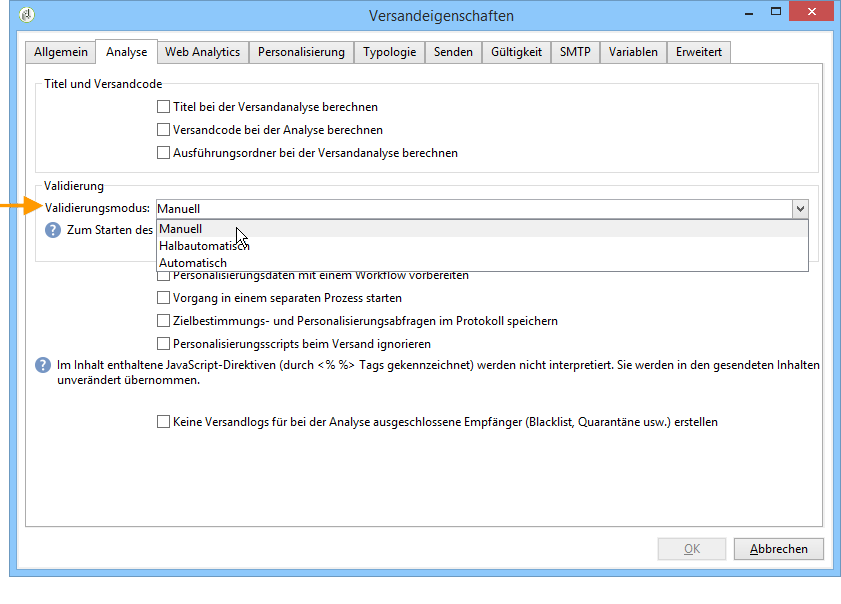 Versandeigenschaften
Allgemein Analyse Web Analytics Personalisierung Typologie Senden Gültigkeit SMTP Variablen Erweitert
Titel und Versandcode
Titel bei der Versandanalyse berechnen
Versandcode bei der Analyse berechnen
Ausführungsordner bei der Versandanalyse berechnen
Validierung
Validierungsmodus: Manuell
Zum Starten des
Manuell
Halbautomatisch
Automatisch
Personalisierungsdaten mit einem Workflow vorbereiten
Vorgang in einem separaten Prozess starten
Zielbestimmungs- und Personalisierungsabfragen im Protokoll speichern
Personalisierungsscripts beim Versand ignorieren
Im Inhalt enthaltene JavaScript-Direktiven (durch <% %> Tags gekennzeichnet) werden nicht interpretiert. Sie werden in den gesendeten Inhalten
unverändert übernommen.
Keine Versandlogs für bei der Analyse ausgeschlossene Empfänger (Blacklist, Quarantäne usw.) erstellen
OK Abbrechen